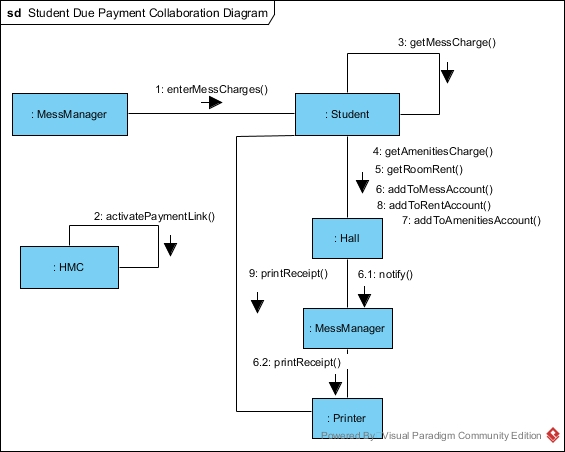 sd Student Due Payment Collaboration Diagram
3: getMessCharge()
1: enterMessCharges()
: MessManager
: Student
4: getAmenitiesCharge()
5: getRoomRent()
6: addToMessAccount()
8: addToRentAccount()
7: addToAmenitiesAccount()
2: activatePaymentLink()
: Hall
: HMC
9: printReceipt()
6.1: notify()
: MessManager
6.2: printReceipt()
: Printer
Powered By Visual Paradigm Community Edition